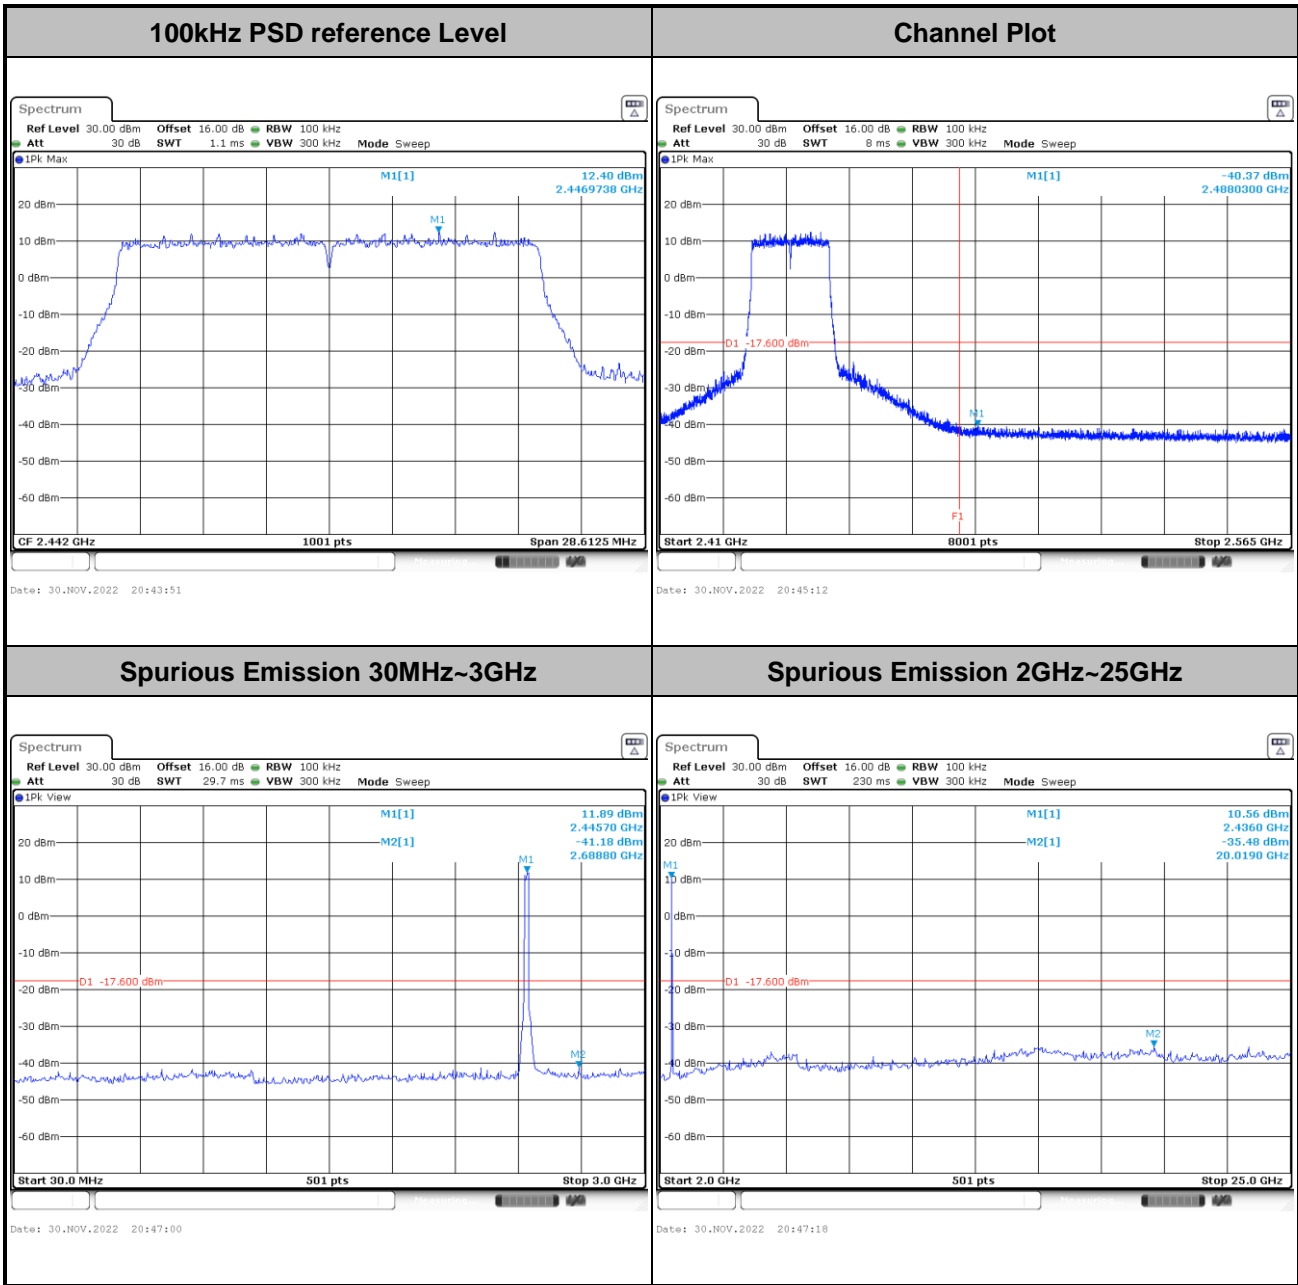 100kHz PSD reference Level
Spectrum
Ref Level 30.00 dBm Offset 16.00 dB RBW 100 kHz
Att 30 dB SWT 1.1 ms VBW 300 kHz Mode Sweep
1Pk Max
M1[1] 12.40 dBm
2.4469738 GHz
M1
20 dBm
10 dBm
0 dBm
-10 dBm
-20 dBm
-30 dBm
-40 dBm
-50 dBm
-60 dBm
CF 2.442 GHz 1001 pts Span 28.6125 MHz
Measuring...
Date: 30.NOV.2022 20:43:51
Channel Plot
Spectrum
Ref Level 30.00 dBm Offset 16.00 dB RBW 100 kHz
Att 30 dB SWT 8 ms VBW 300 kHz Mode Sweep
1Pk Max
M1[1] -40.37 dBm
2.4880300 GHz
20 dBm
10 dBm
0 dBm
-10 dBm
D1 -17.600 dBm
-20 dBm
-30 dBm
M1
-40 dBm
-50 dBm
-60 dBm
F1
Start 2.41 GHz 8001 pts Stop 2.565 GHz
Measuring...
Date: 30.NOV.2022 20:45:12
Spurious Emission 30MHz~3GHz
Spectrum
Ref Level 30.00 dBm Offset 16.00 dB RBW 100 kHz
Att 30 dB SWT 29.7 ms VBW 300 kHz Mode Sweep
1Pk View
M1[1] 11.89 dBm
2.44570 GHz
M2[1] -41.18 dBm
2.68880 GHz
20 dBm
M1
10 dBm
0 dBm
-10 dBm
D1 -17.600 dBm
-20 dBm
-30 dBm
M2
-40 dBm
-50 dBm
-60 dBm
Start 30.0 MHz 501 pts Stop 3.0 GHz
Measuring...
Date: 30.NOV.2022 20:47:00
Spurious Emission 2GHz~25GHz
Spectrum
Ref Level 30.00 dBm Offset 16.00 dB RBW 100 kHz
Att 30 dB SWT 230 ms VBW 300 kHz Mode Sweep
1Pk View
M1[1] 10.56 dBm
2.4360 GHz
M2[1] -35.48 dBm
20.0190 GHz
20 dBm
M1
10 dBm
0 dBm
-10 dBm
D1 -17.600 dBm
-20 dBm
-30 dBm
M2
-40 dBm
-50 dBm
-60 dBm
Start 2.0 GHz 501 pts Stop 25.0 GHz
Measuring...
Date: 30.NOV.2022 20:47:18